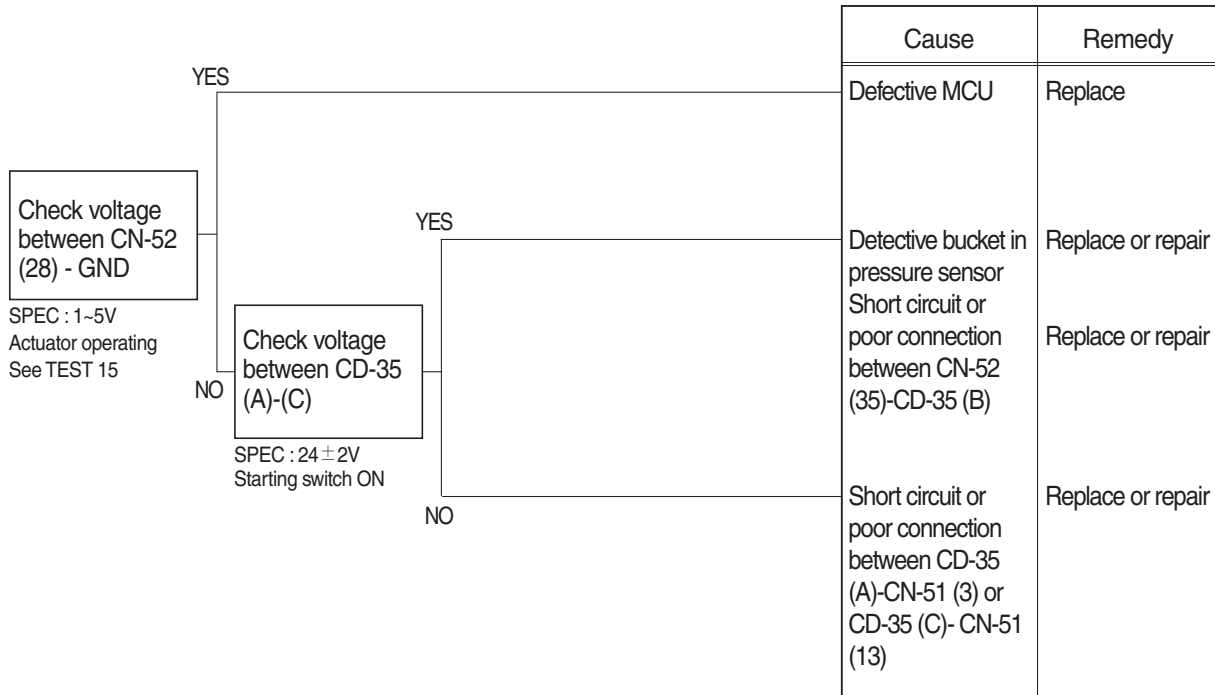 Cause Remedy
YES
Defective MCU Replace
Check voltage
between CN-52
(28) - GND
SPEC : 1~5V
Actuator operating
See TEST 15
NO
YES
Check voltage
between CD-35
(A)-(C)
SPEC : 24±2V
Starting switch ON
NO
Detective bucket in Replace or repair
pressure sensor
Short circuit or
poor connection Replace or repair
between CN-52
(35)-CD-35 (B)
Short circuit or Replace or repair
poor connection
between CD-35
(A)-CN-51 (3) or
CD-35 (C)- CN-51
(13)